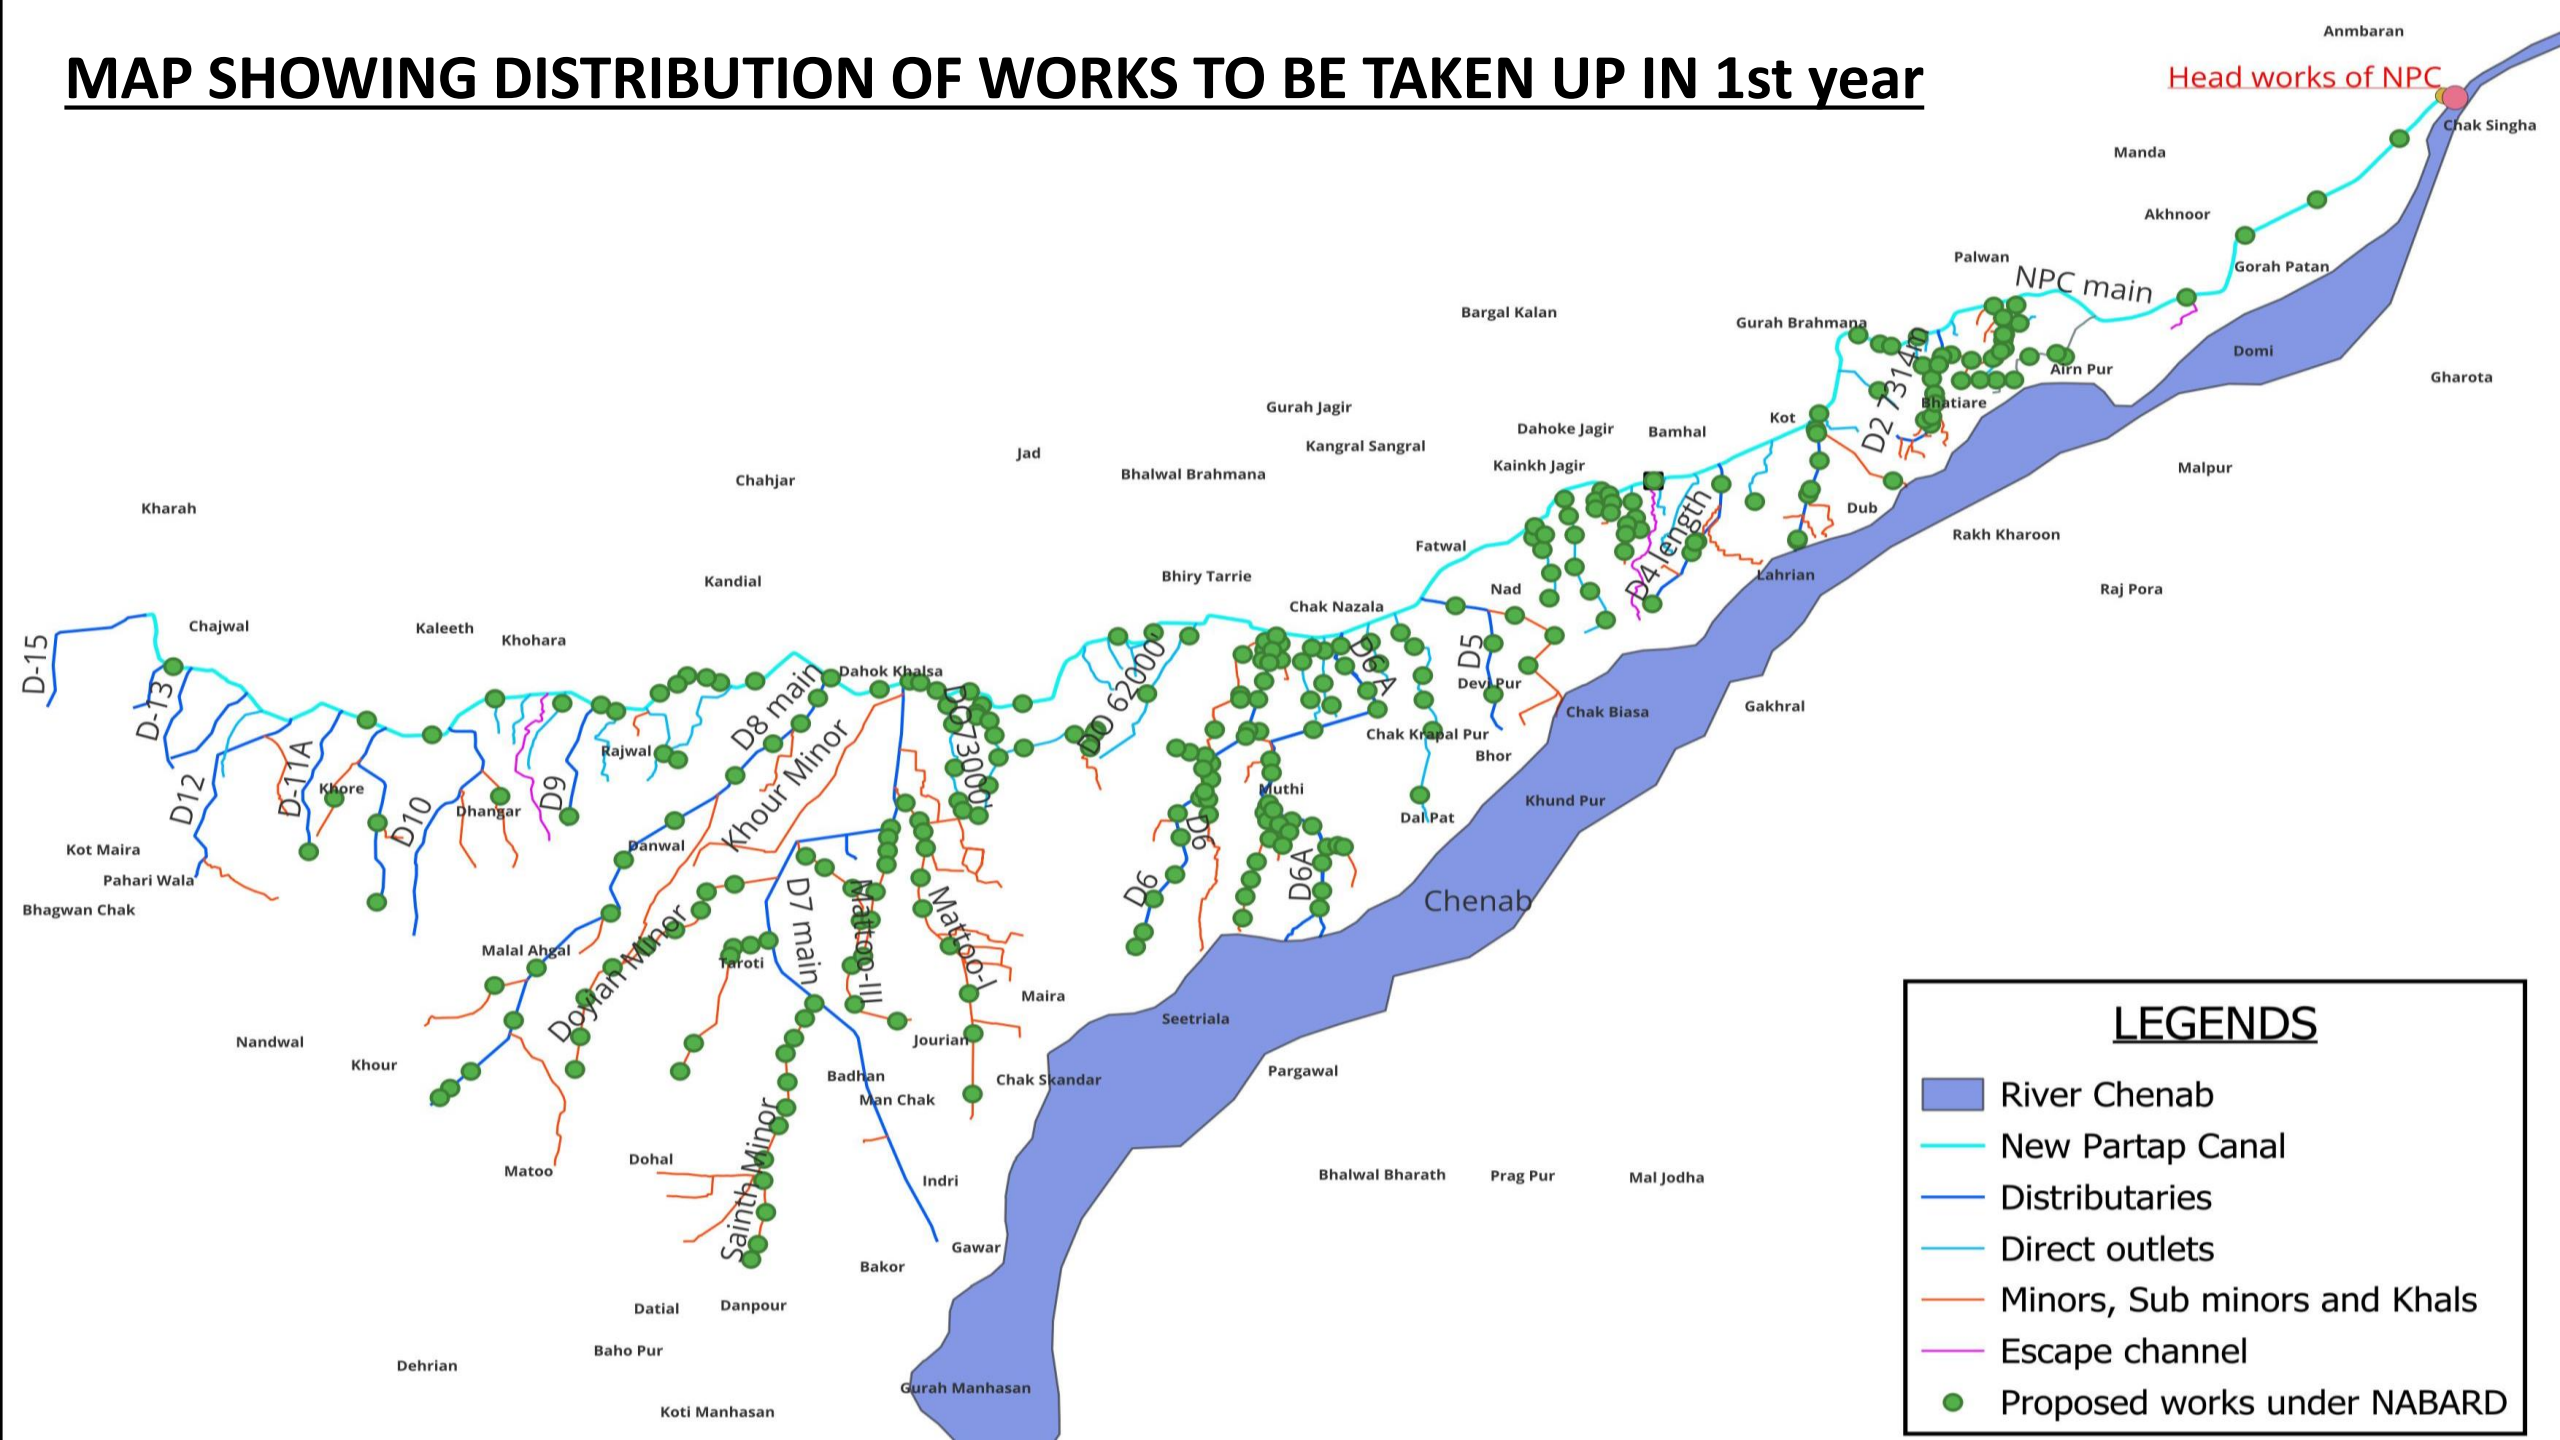 MAP SHOWING DISTRIBUTION OF WORKS TO BE TAKEN UP IN 1st year
Anmbaran
Head works of NPC
Chak Singha
Manda
Akhnoor
Palwan
Gorah Patan
NPC main
Bargal Kalan
Gurah Brahmana
Domi
Airn Pur
Gharota
D2 7314m
Bhatiare
Gurah Jagir
Kot
Dahoke Jagir
Bamhal
Kangral Sangral
Jad
Kainkh Jagir
Malpur
Bhalwal Brahmana
Chahjar
Kharah
Dub
Rakh Kharoon
D4 length
Fatwal
Lahrian
Bhiry Tarrie
Kandial
Nad
Raj Pora
Chak Nazala
Chajwal
Kaleeth
Khohara
D-15
D-13
Dahok Khalsa
D8 main
DO 62000'
D6A
D5
Devi Pur
Chak Biasa
Gakhral
DO 73000'
Chak Krapal Pur
Rajwal
Bhor
Khour Minor
D12
D-11A
Khore
D9
Muthi
Khund Pur
D10
Dhangar
Dal Pat
D6
Kot Maira
Danwal
Pahari Wala
D6
D6A
Bhagwan Chak
Chenab
D7 main
Mattoo-III
Mattoo-I
Malal Ahgal
Doyian Minor
Taroti
Maira
Seetriala
Nandwal
Jourian
Khour
Badhan
Chak Skandar
Pargawal
Man Chak
Sainth Minor
Dohal
Matoo
Indri
Bhalwal Bharath
Prag Pur
Mal Jodha
Gawar
Bakor
Datial
Danpour
Baho Pur
Dehrian
Gurah Manhasan
Koti Manhasan
LEGENDS
River Chenab
New Partap Canal
Distributaries
Direct outlets
Minors, Sub minors and Khals
Escape channel
Proposed works under NABARD